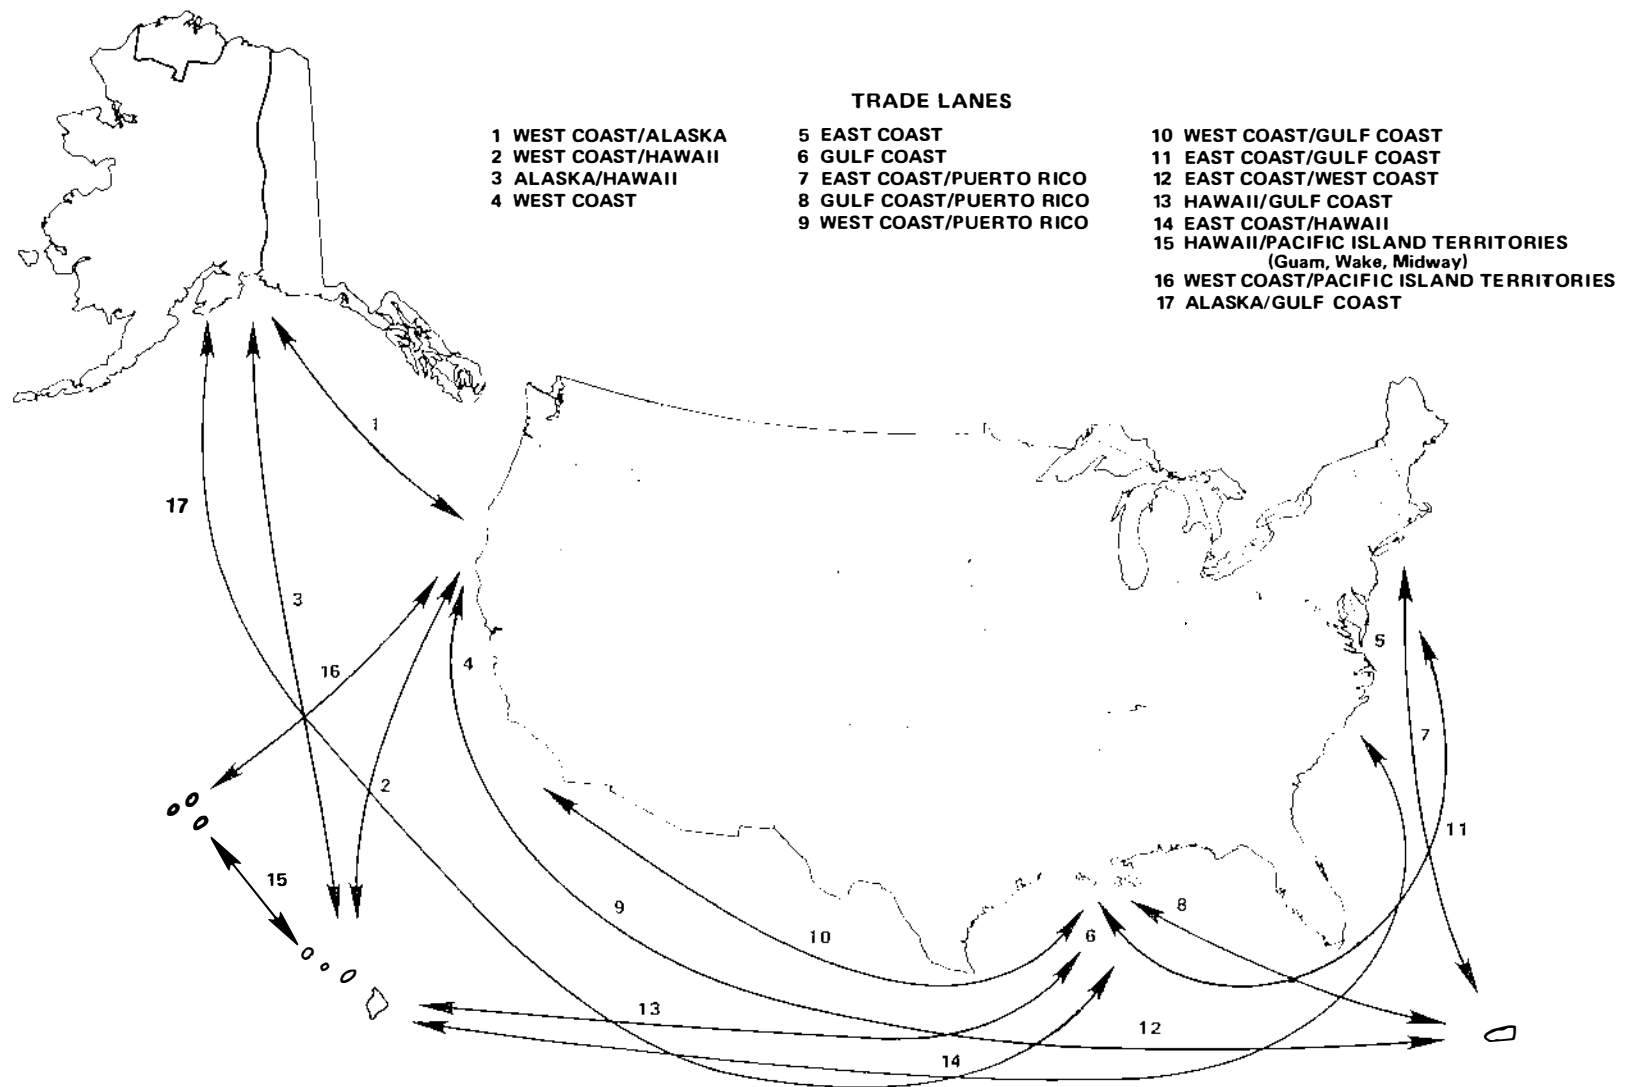 TRADE LANES
1 WEST COAST/ALASKA
2 WEST COAST/HAWAII
3 ALASKA/HAWAII
4 WEST COAST
5 EAST COAST
6 GULF COAST
7 EAST COAST/PUERTO RICO
8 GULF COAST/PUERTO RICO
9 WEST COAST/PUERTO RICO
10 WEST COAST/GULF COAST
11 EAST COAST/GULF COAST
12 EAST COAST/WEST COAST
13 HAWAII/GULF COAST
14 EAST COAST/HAWAII
15 HAWAII/PACIFIC ISLAND TERRITORIES
(Guam, Wake, Midway)
16 WEST COAST/PACIFIC ISLAND TERRITORIES
17 ALASKA/GULF COAST
1
17
3
16
4
5
7
2
11
15
9
10
6
8
13
12
14